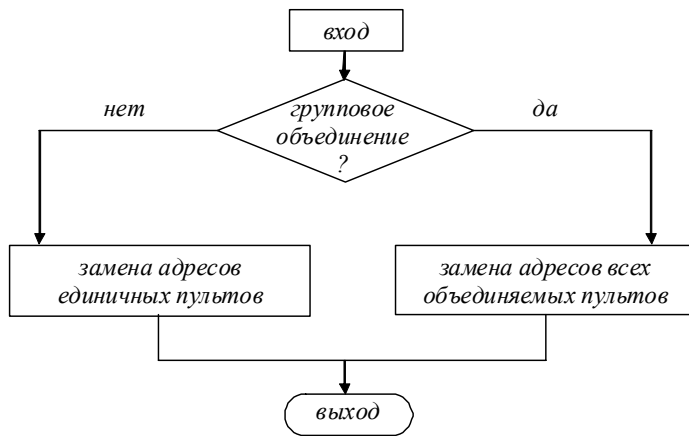 вход
нет
групповое
объединение
?
да
замена адресов
единичных пультов
замена адресов всех
объединяемых пультов
выход